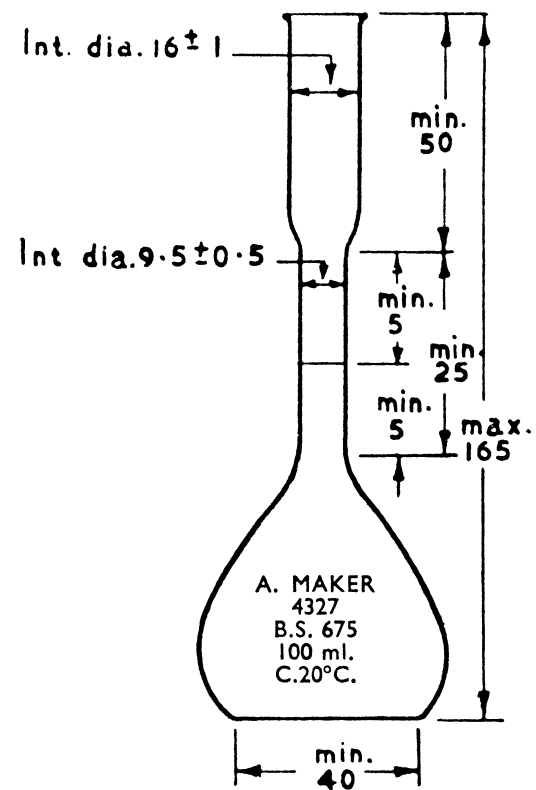 Int. dia. 16 ± 1
min.
50
Int dia. 9·5±0·5
min.
5
min.
25
min.
5
max.
165
A. MAKER
4327
B.S. 675
100 ml.
C.20°C.
min.
40